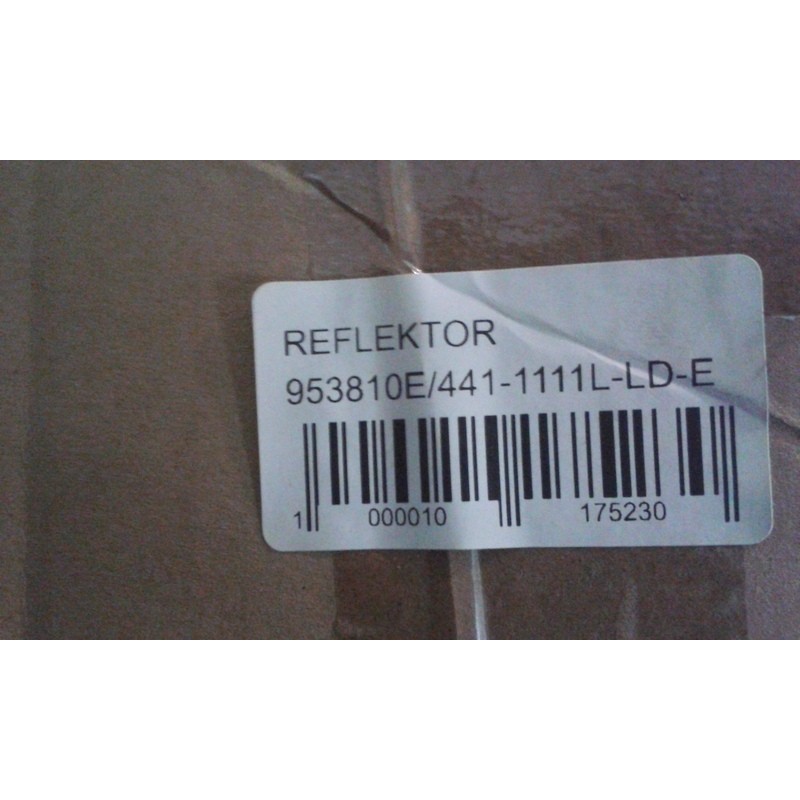 REFLEKTOR
953810E/441-1111L-LD-E
1 000010 175230